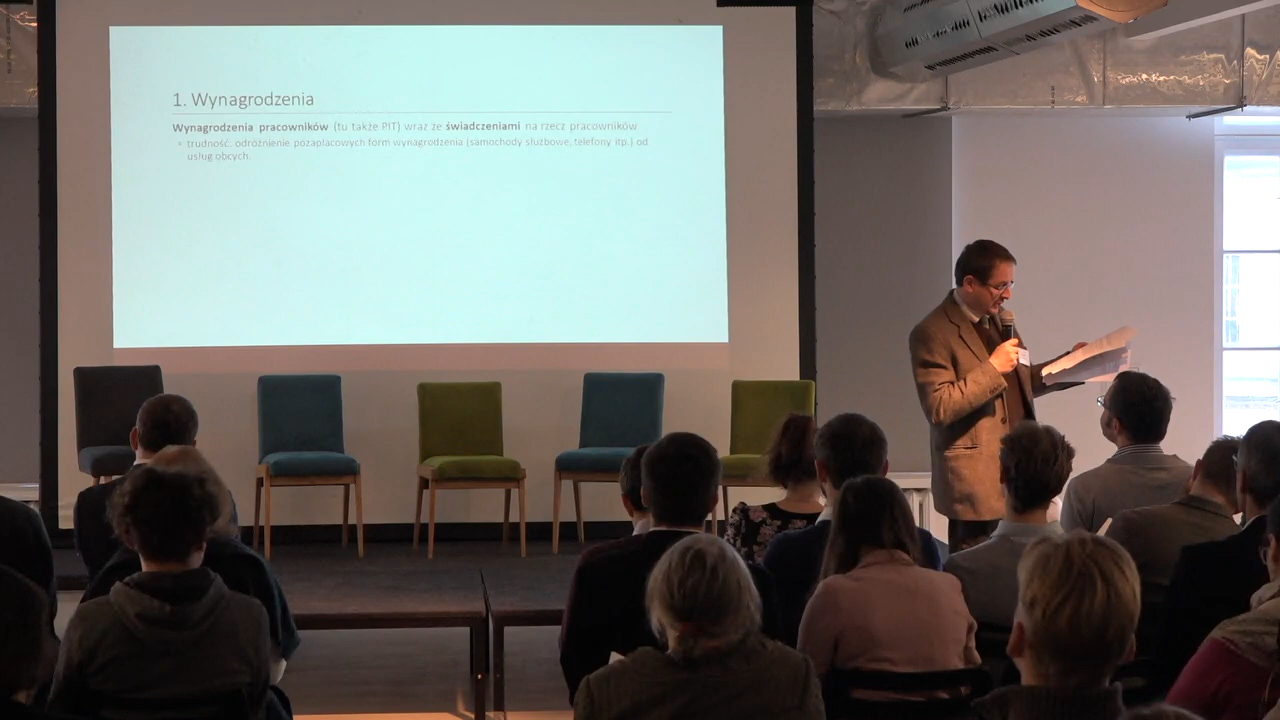 1. Wynagrodzenia
Wynagrodzenia pracowników (tu także PIT) wraz ze świadczeniami na rzecz pracowników
◦ trudność: odróżnienie pozapłacowych form wynagrodzenia (samochody służbowe, telefony itp.) od
usług obcych.